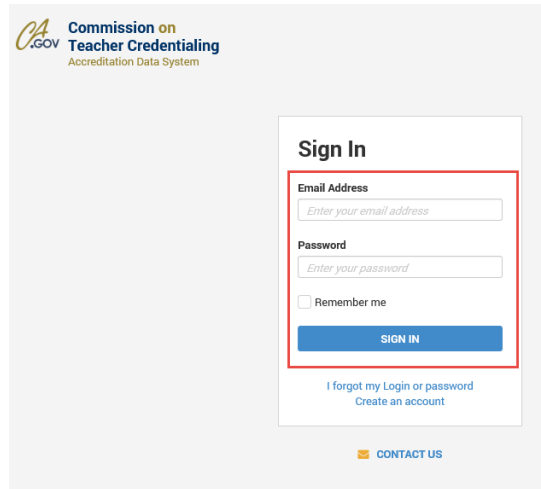 CA
.GOV
Commission on
Teacher Credentialing
Accreditation Data System
Sign In
Email Address
Enter your email address
Password
Enter your password
Remember me
SIGN IN
I forgot my Login or password
Create an account
CONTACT US